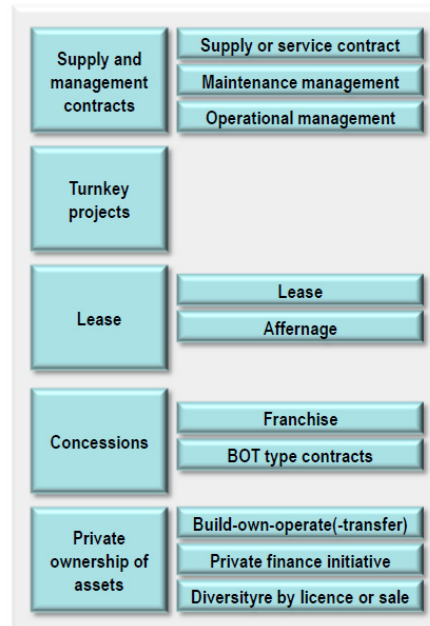 Supply and
management
contracts
Supply or service contract
Maintenance management
Operational management
Turnkey
projects
Lease
Lease
Affernage
Concessions
Franchise
BOT type contracts
Private
ownership of
assets
Build-own-operate(-transfer)
Private finance initiative
Diversityre by licence or sale